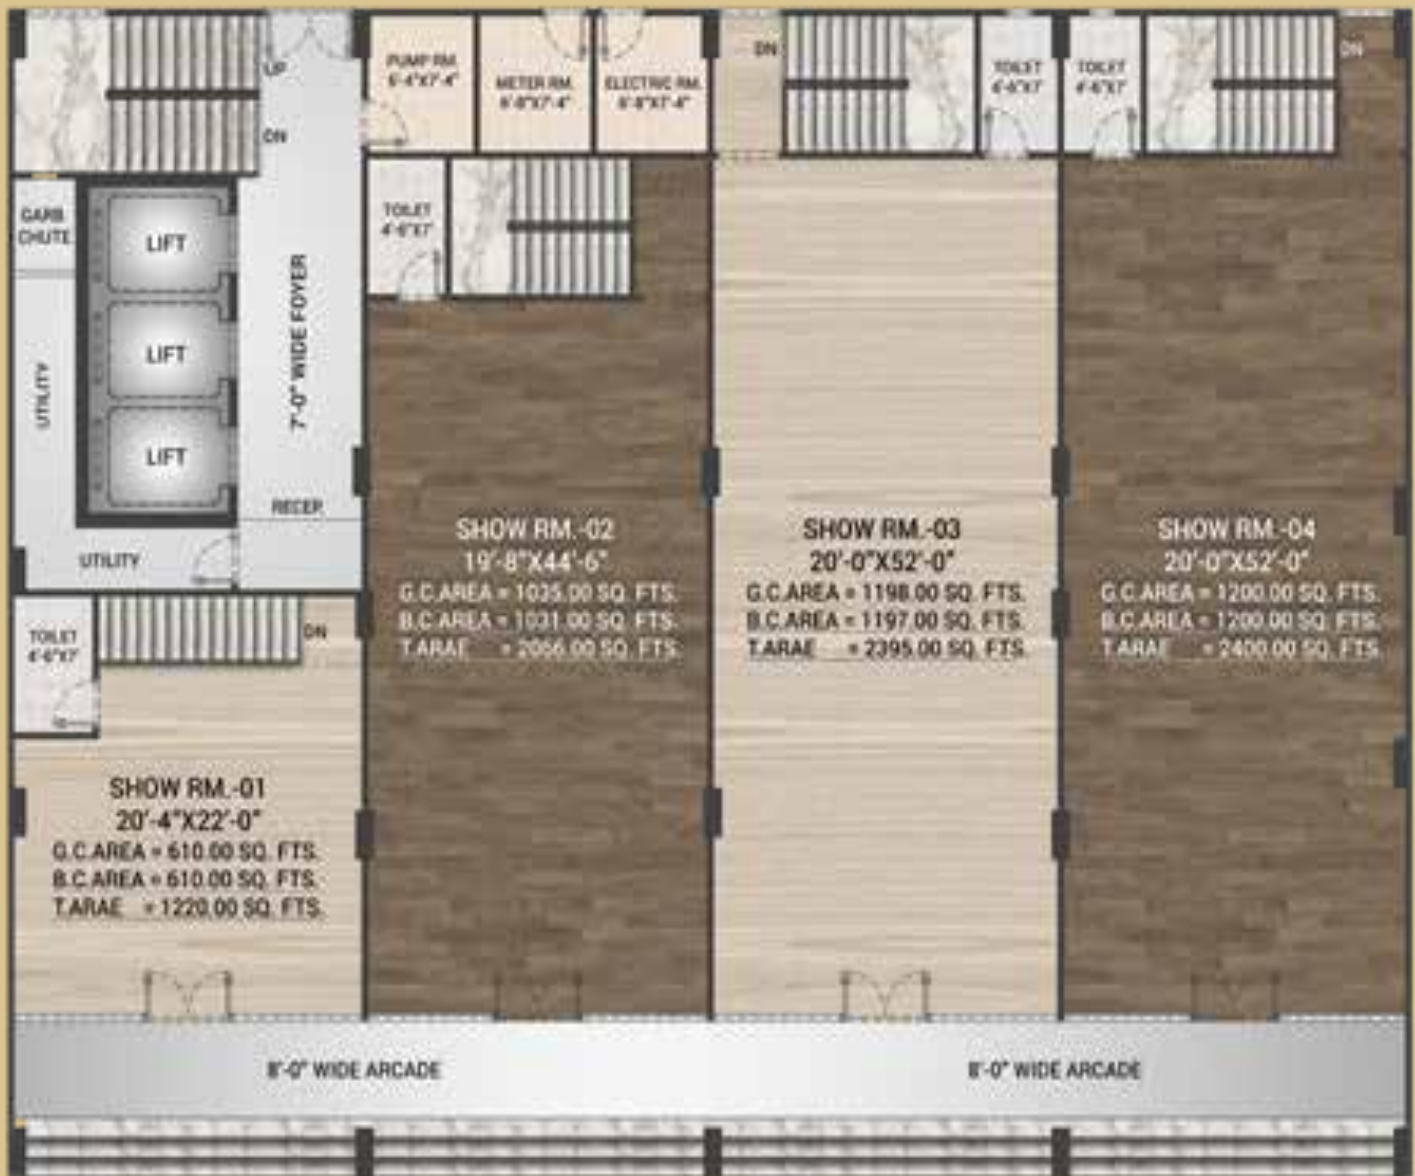 UP
DN
PUMP RM.
6'-4"X7'-4"
METER RM.
6'-8"X7'-4"
ELECTRIC RM.
6'-8"X7'-4"
DN
TOILET
4'-6"X7'
TOILET
4'-6"X7'
DN
GARB.
CHUTE
LIFT
LIFT
LIFT
UTILITY
7'-0" WIDE FOYER
TOILET
4'-6"X7'
RECEP.
UTILITY
TOILET
4'-6"X7'
DN
SHOW RM.-01
20'-4"X22'-0"
G.C.AREA = 610.00 SQ. FTS.
B.C.AREA = 610.00 SQ. FTS.
T.ARAE = 1220.00 SQ. FTS.
SHOW RM.-02
19'-8"X44'-6"
G.C.AREA = 1035.00 SQ. FTS.
B.C.AREA = 1031.00 SQ. FTS.
T.ARAE = 2066.00 SQ. FTS.
SHOW RM.-03
20'-0"X52'-0"
G.C.AREA = 1198.00 SQ. FTS.
B.C.AREA = 1197.00 SQ. FTS.
T.ARAE = 2395.00 SQ. FTS.
SHOW RM.-04
20'-0"X52'-0"
G.C.AREA = 1200.00 SQ. FTS.
B.C.AREA = 1200.00 SQ. FTS.
T.ARAE = 2400.00 SQ. FTS.
8'-0" WIDE ARCADE
8'-0" WIDE ARCADE